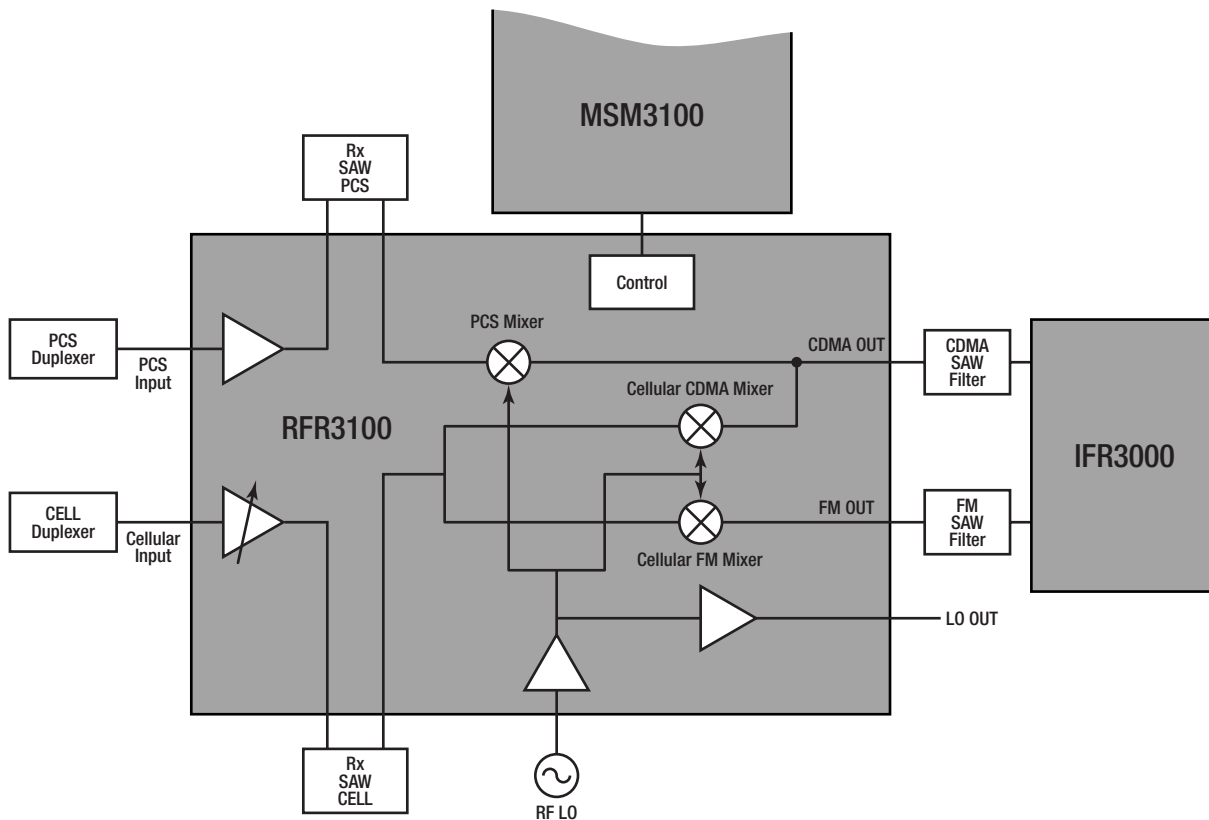 MSM3100
Rx
SAW
PCS
Control
PCS Mixer
PCS
Duplexer
PCS
Input
CDMA OUT
CDMA
SAW
Filter
Cellular CDMA Mixer
RFR3100
IFR3000
CELL
Duplexer
Cellular
Input
FM OUT
FM
SAW
Filter
Cellular FM Mixer
LO OUT
Rx
SAW
CELL
RF LO